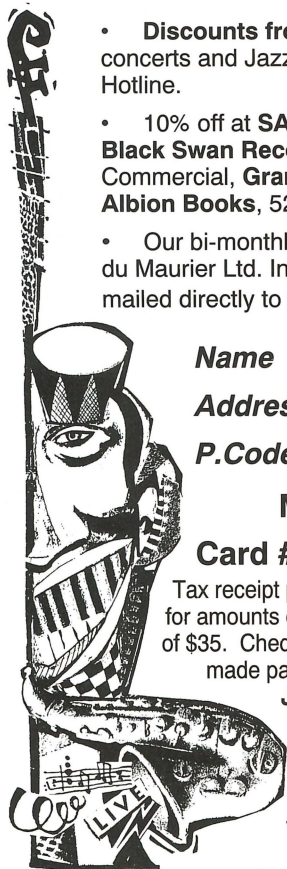 • Discounts fr
concerts and Jazz
Hotline.
• 10% off at SA
Black Swan Reco
Commercial, Gra
Albion Books, 52
• Our bi-monthl
du Maurier Ltd. In
mailed directly to
Name
Addres
P.Code
Card #
Tax receipt
for amounts
of $35. Chec
made pa
LIVE